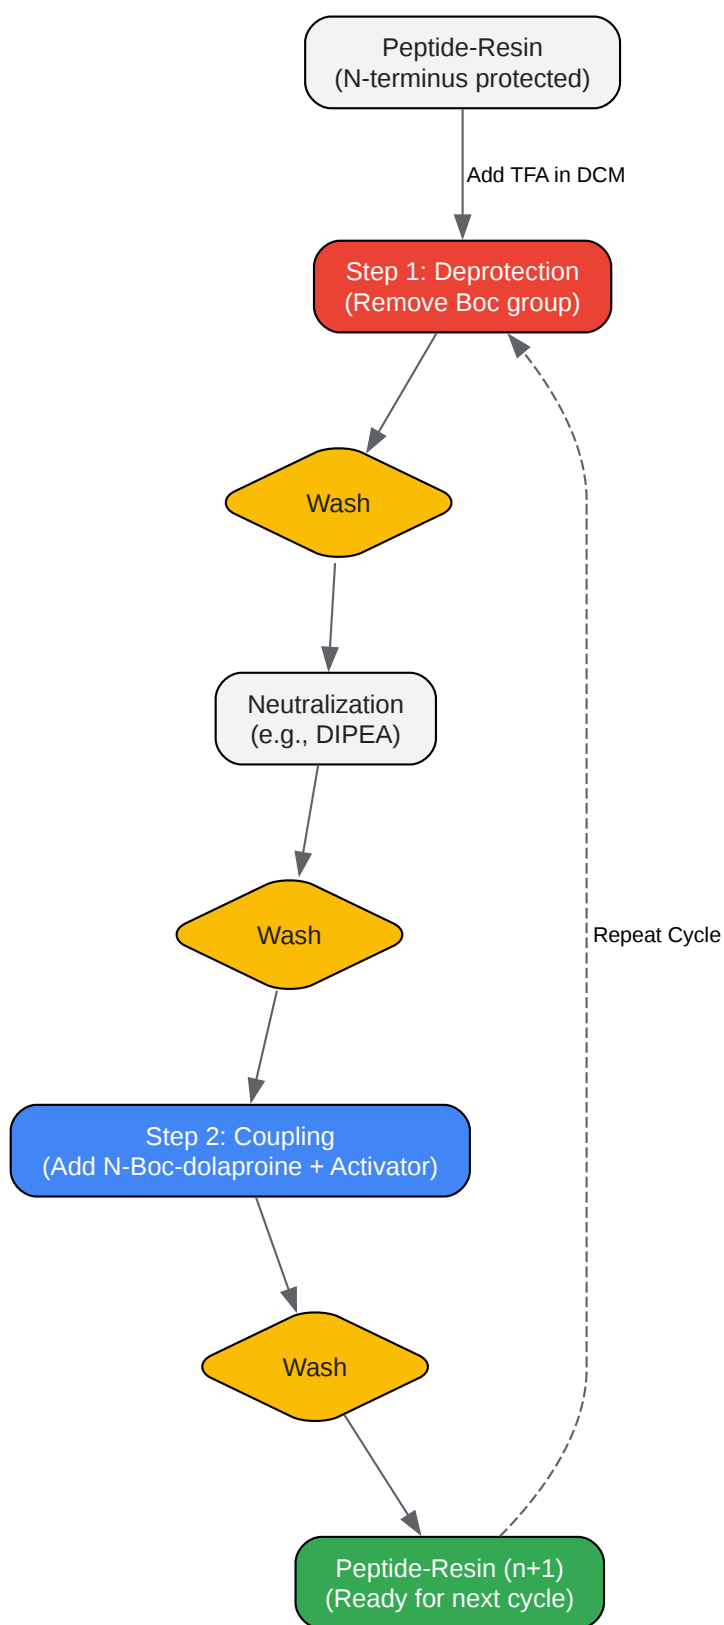 Peptide-Resin
(N-terminus protected)
Add TFA in DCM
Step 1: Deprotection
(Remove Boc group)
Wash
Neutralization
(e.g., DIPEA)
Wash
Repeat Cycle
Step 2: Coupling
(Add N-Boc-dolaproine + Activator)
Wash
Peptide-Resin (n+1)
(Ready for next cycle)